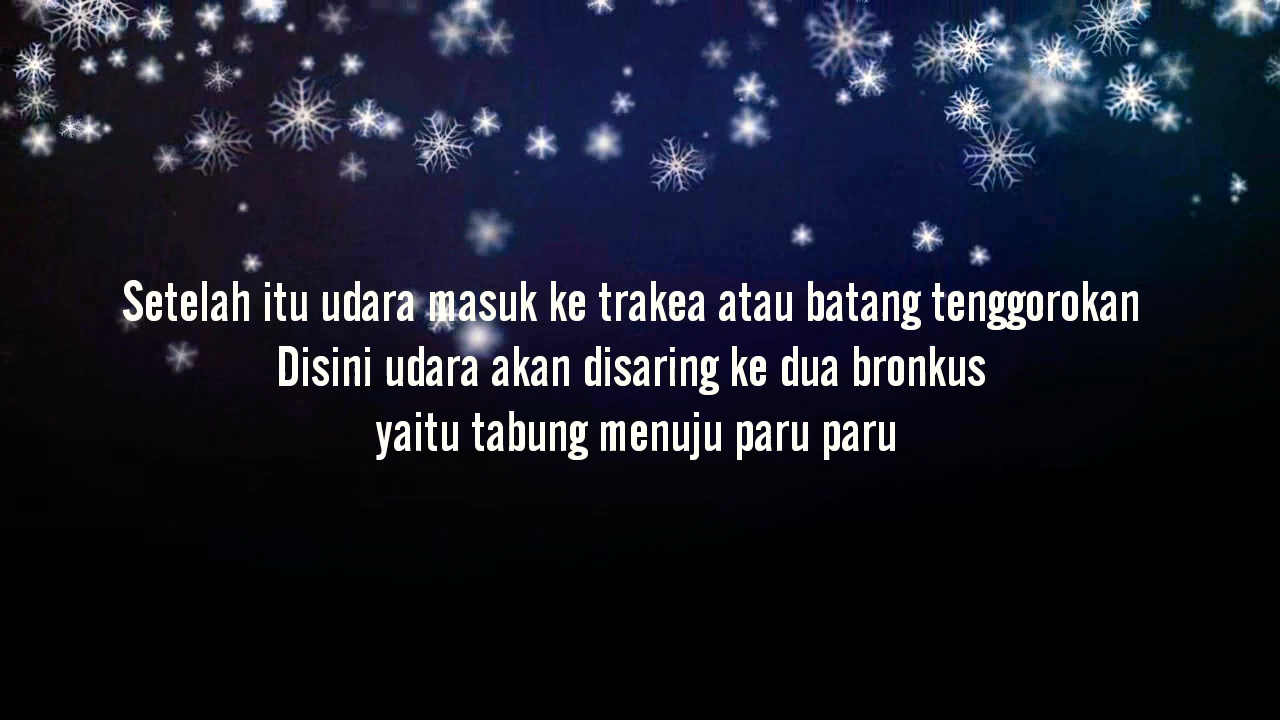 Setelah itu udara masuk ke trakea atau batang tenggorokan
Disini udara akan disaring ke dua bronkus
yaitu tabung menuju paru paru